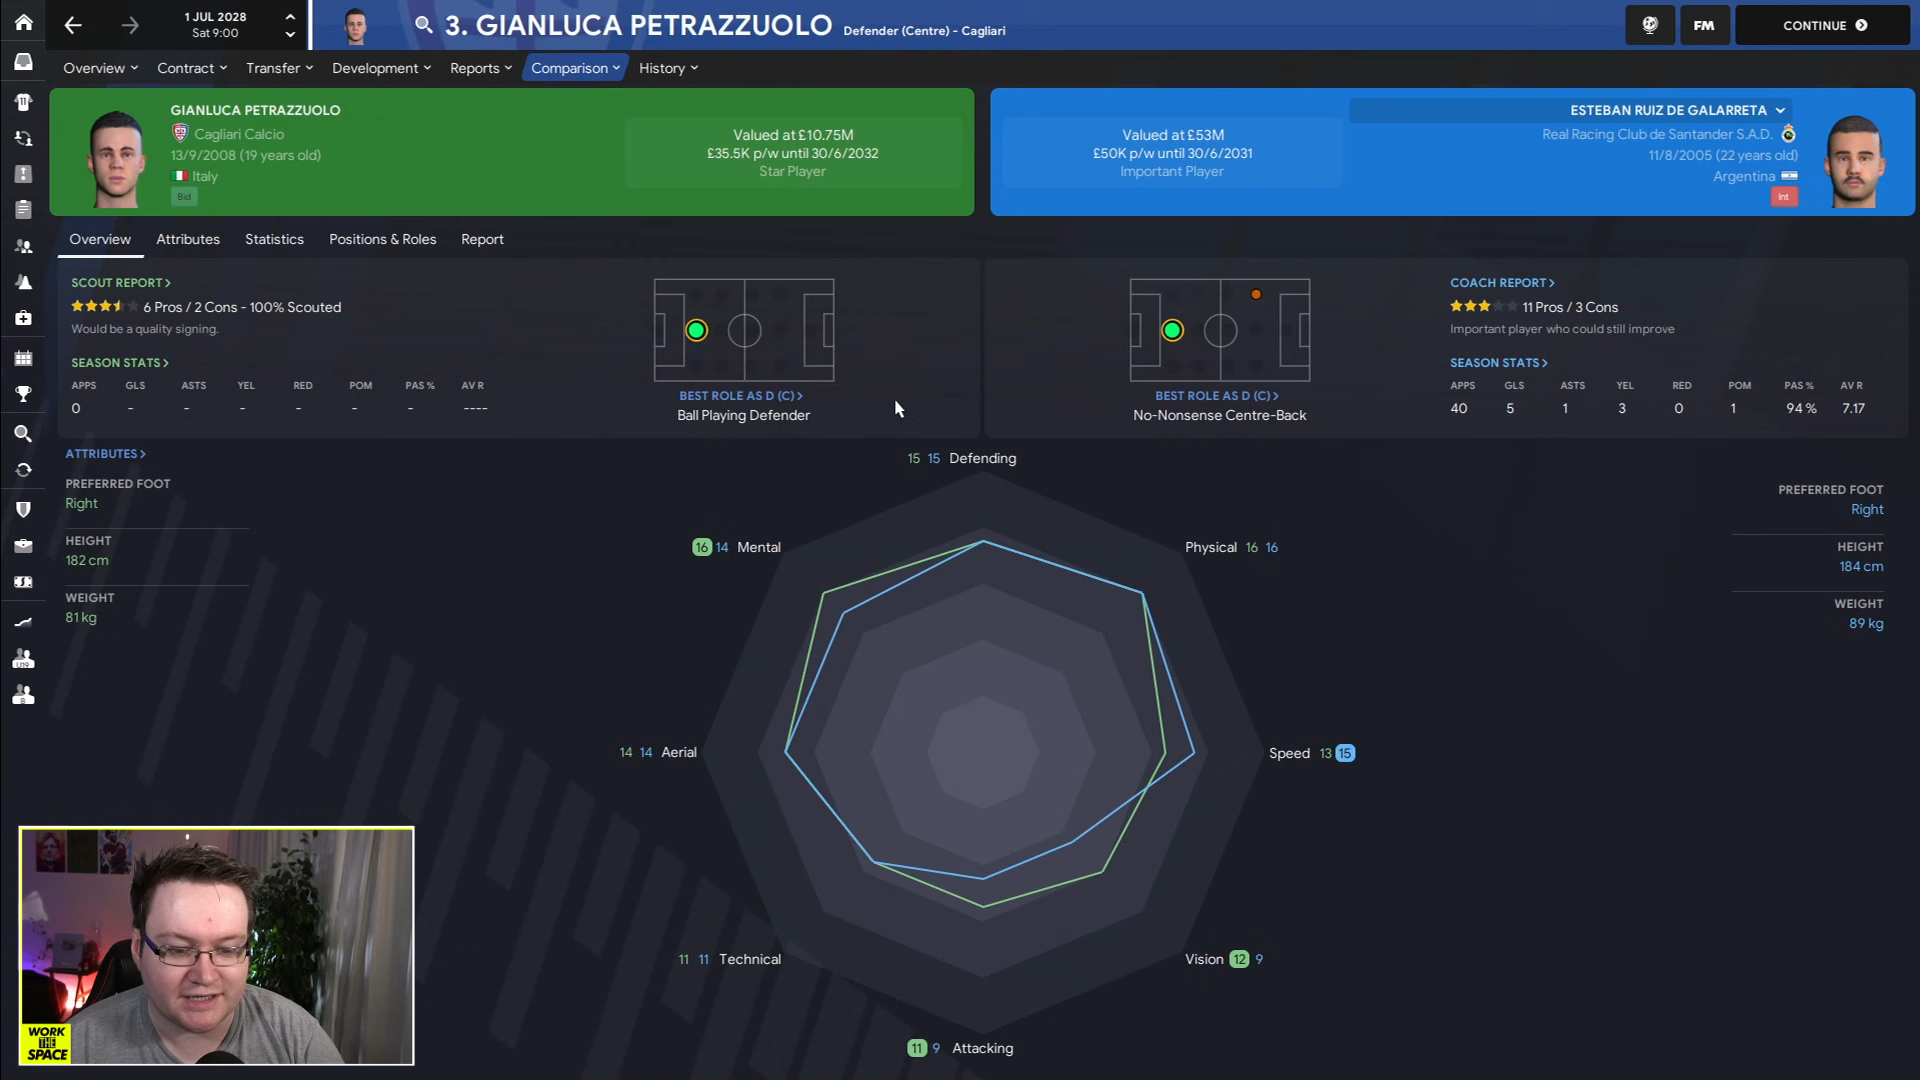 1 JUL 2028
Sat 9:00
3. GIANLUCA PETRAZZUOLO
Defender (Centre) - Cagliari
FM
CONTINUE
Overview
Contract
Transfer
Development
Reports
Comparison
History
GIANLUCA PETRAZZUOLO
Cagliari Calcio
13/9/2008 (19 years old)
Italy
Bid
Valued at £10.75M
£35.5K p/w until 30/6/2032
Star Player
Valued at £53M
£50K p/w until 30/6/2031
Important Player
ESTEBAN RUIZ DE GALARRETA
Real Racing Club de Santander S.A.D.
11/8/2005 (22 years old)
Argentina
Int
Overview
Attributes
Statistics
Positions & Roles
Report
SCOUT REPORT >
6 Pros / 2 Cons - 100% Scouted
Would be a quality signing.
SEASON STATS >
APPS GLS ASTS YEL RED POM PAS % AV R
0 - - - - - - ----
BEST ROLE AS D (C) >
Ball Playing Defender
BEST ROLE AS D (C) >
No-Nonsense Centre-Back
COACH REPORT >
11 Pros / 3 Cons
Important player who could still improve
SEASON STATS >
APPS GLS ASTS YEL RED POM PAS % AV R
40 5 1 3 0 1 94 % 7.17
ATTRIBUTES >
PREFERRED FOOT
Right
HEIGHT
182 cm
WEIGHT
81 kg
15 15 Defending
16 14 Mental
Physical 16 16
14 14 Aerial
Speed 13 15
11 11 Technical
Vision 12 9
11 9 Attacking
PREFERRED FOOT
Right
HEIGHT
184 cm
WEIGHT
89 kg
11
U19
B
WORK
THE
SPACE